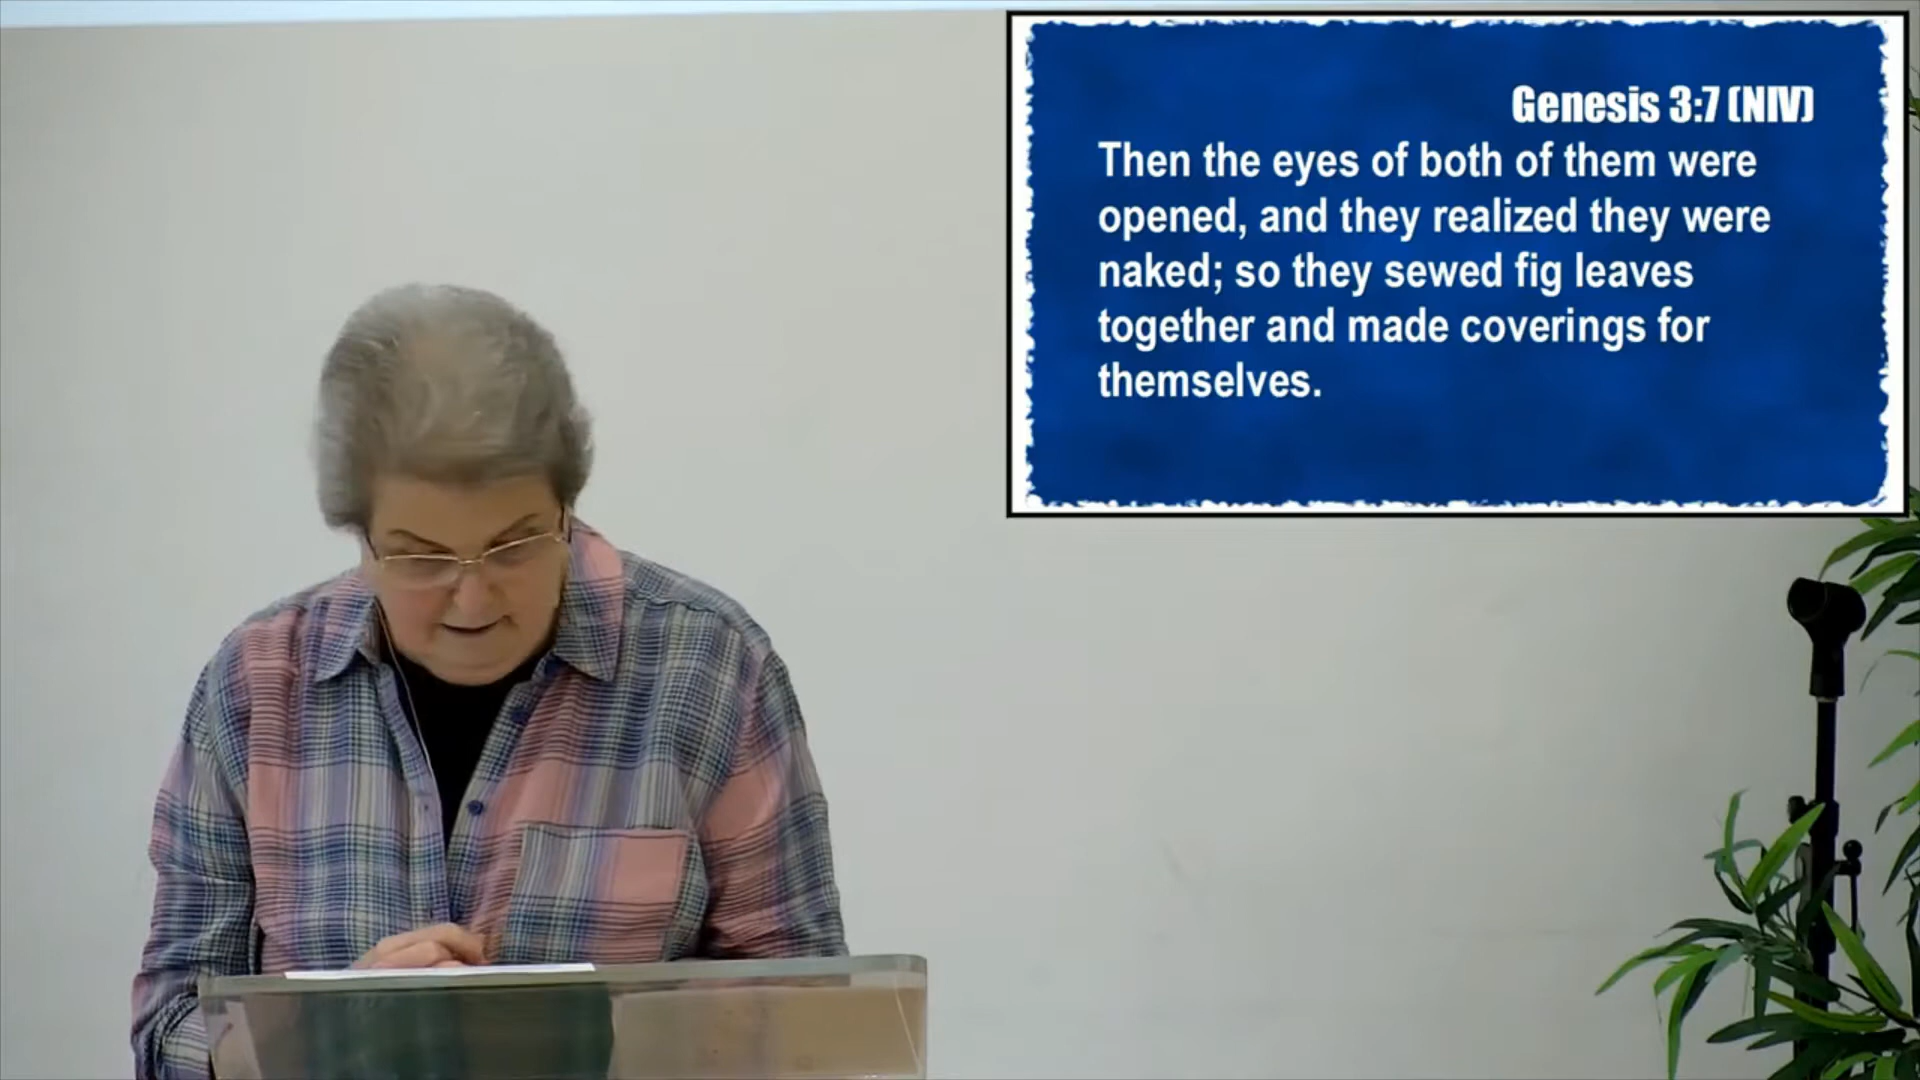 Genesis 3:7 (NIV)
Then the eyes of both of them were
opened, and they realized they were
naked; so they sewed fig leaves
together and made coverings for
themselves.